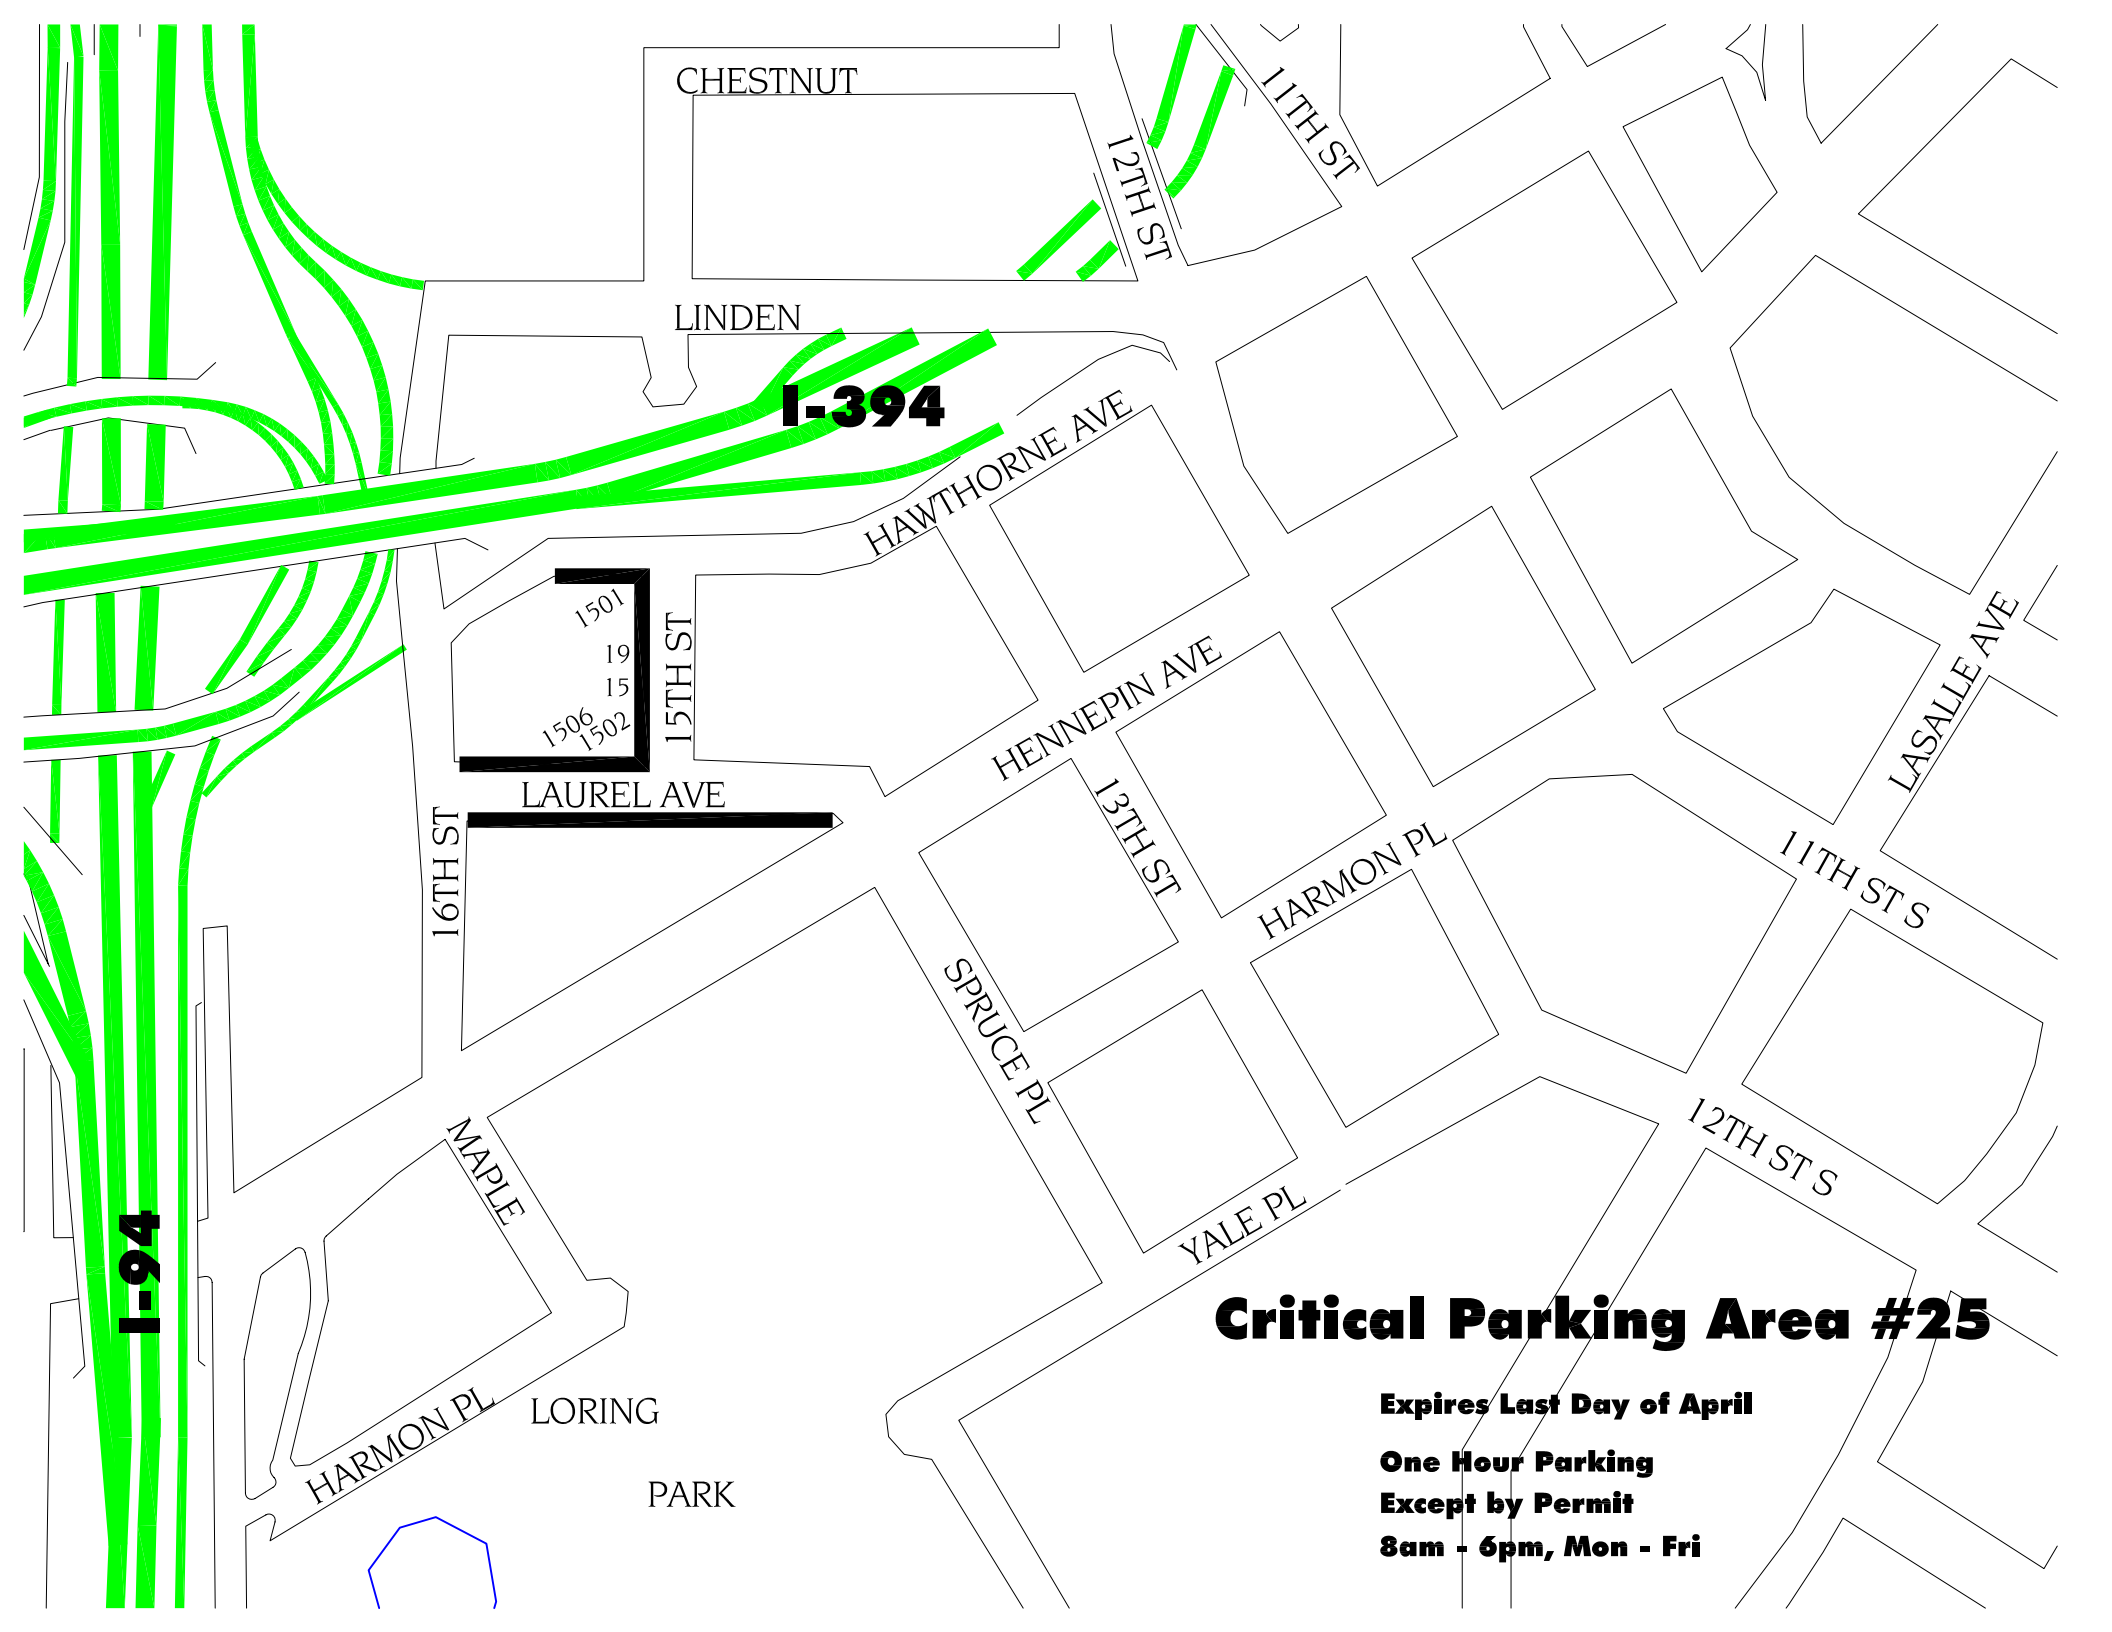 CHESTNUT
11TH ST
12TH ST
LINDEN
I-394
HAWTHORNE AVE
1501
19
15
1506
1502
15TH ST
HENNEPIN AVE
LASALLE AVE
LAUREL AVE
16TH ST
13TH ST
HARMON PL
11TH ST S
SPRUCE PL
MAPLE
12TH ST S
YALE PL
I-94
Critical Parking Area #25
HARMON PL
LORING
PARK
Expires Last Day of April
One Hour Parking
Except by Permit
8am - 6pm, Mon - Fri